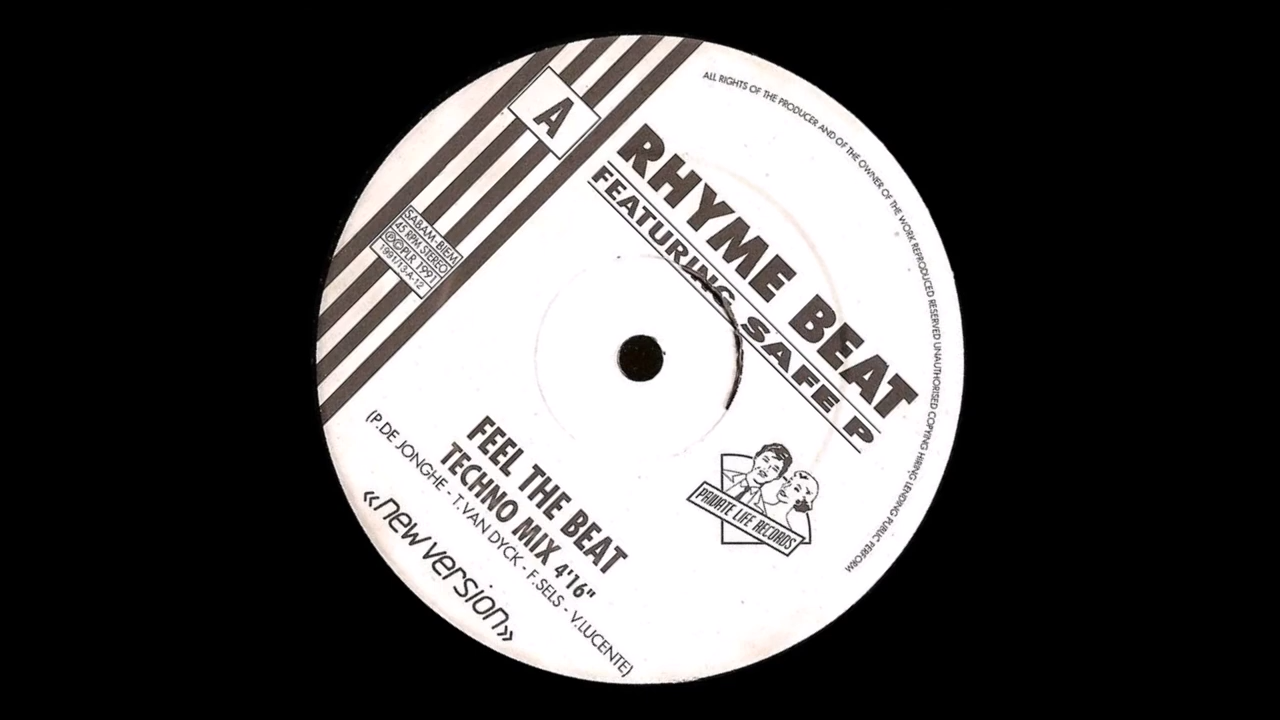 ALL RIGHTS OF THE PRODUCER AND OF THE OWNER OF THE WORK REPRODUCED RESERVED UNAUTHORISED COPYING HIRING LENDING PUBLIC PERFORM
A
RHYME BEAT
FEATURING SAFE P
SABAM-BIEM
45 RPM STEREO
ⓅⒸPLR 1991
1991/13-A-12
PRIVATE LIFE RECORDS
FEEL THE BEAT
TECHNO MIX 4'16"
(P.DE JONGHE - T.VAN DYCK - F.SELS - V.LUCENTE)
«new version»